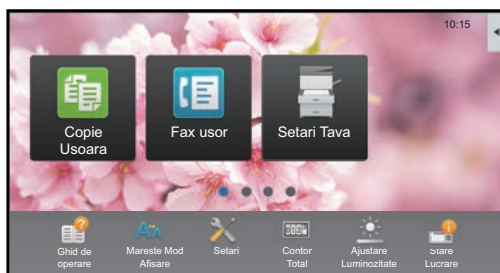 10:15
Copie
Usoara
Fax usor
Setari Tava
Ghid de
operare
Mareste Mod
Afisare
Setari
Contor
Total
Ajustare
Luminozitate
Stare
Lucrare